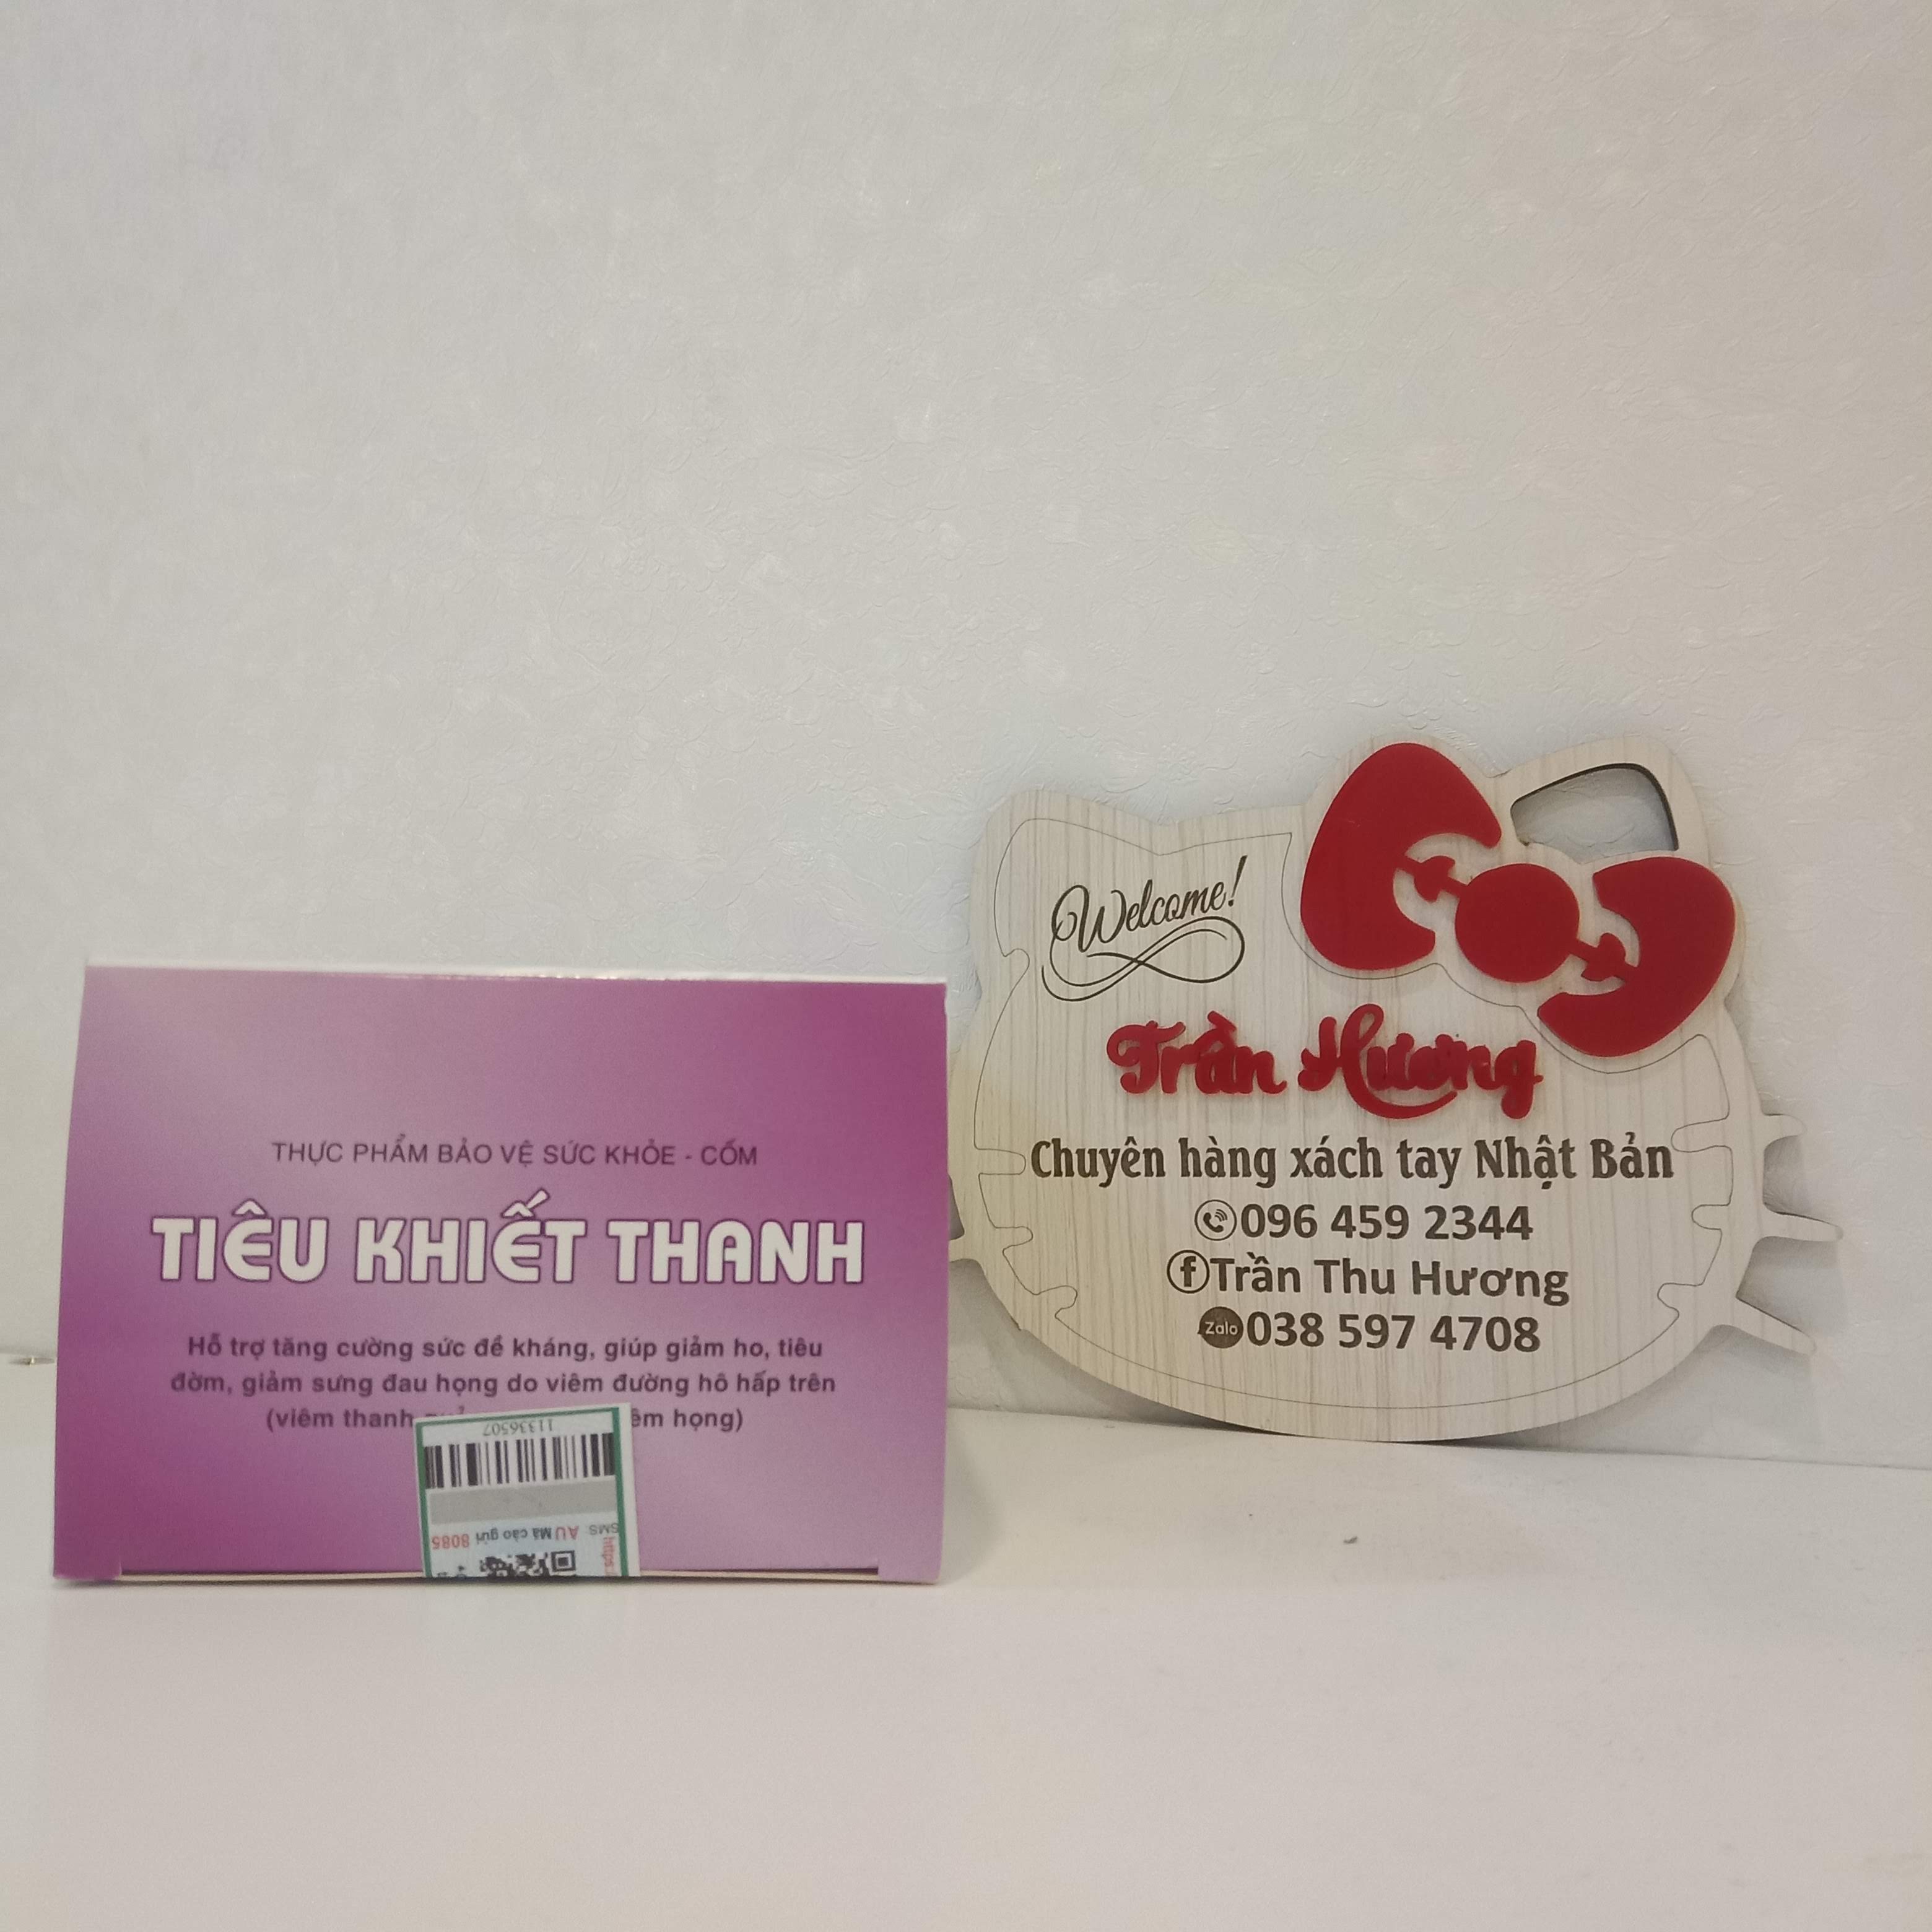 THỰC PHẨM BẢO VỆ SỨC KHỎE - CỐM
TIÊU KHIẾT THANH
Hỗ trợ tăng cường sức đề kháng, giúp giảm ho, tiêu
đờm, giảm sưng đau họng do viêm đường hô hấp trên
(viêm thanh họng)
11336507
SMS AU Mã cào gửi 8085
https:
Welcome!
Trần Hương
Chuyên hàng xách tay Nhật Bản
096 459 2344
Trần Thu Hương
Zalo 038 597 4708